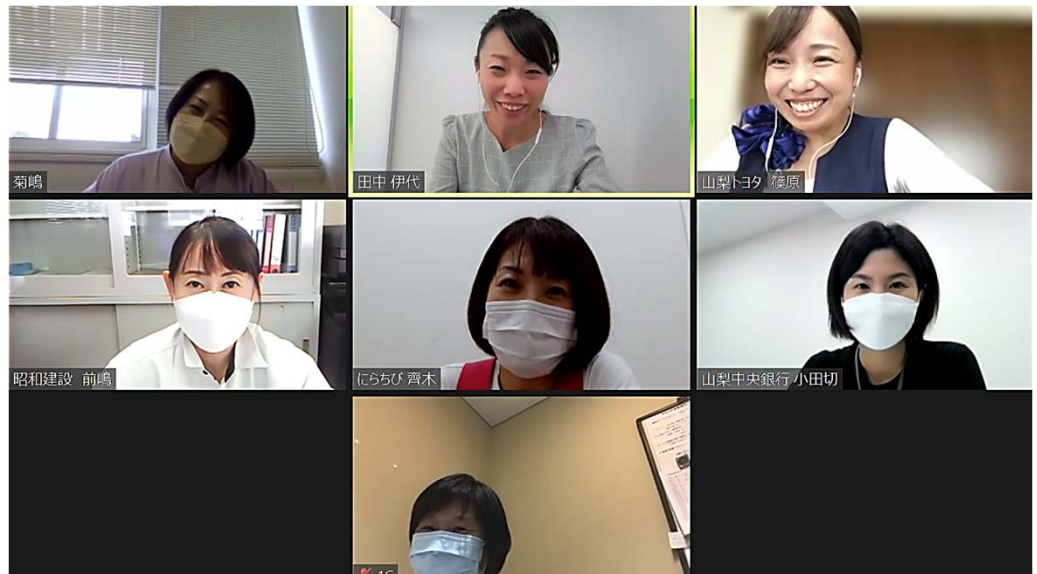 菊嶋
田中 伊代
山梨トヨタ 篠原
昭和建設 前嶋
にらちび 齊木
山梨中央銀行 小田切
16